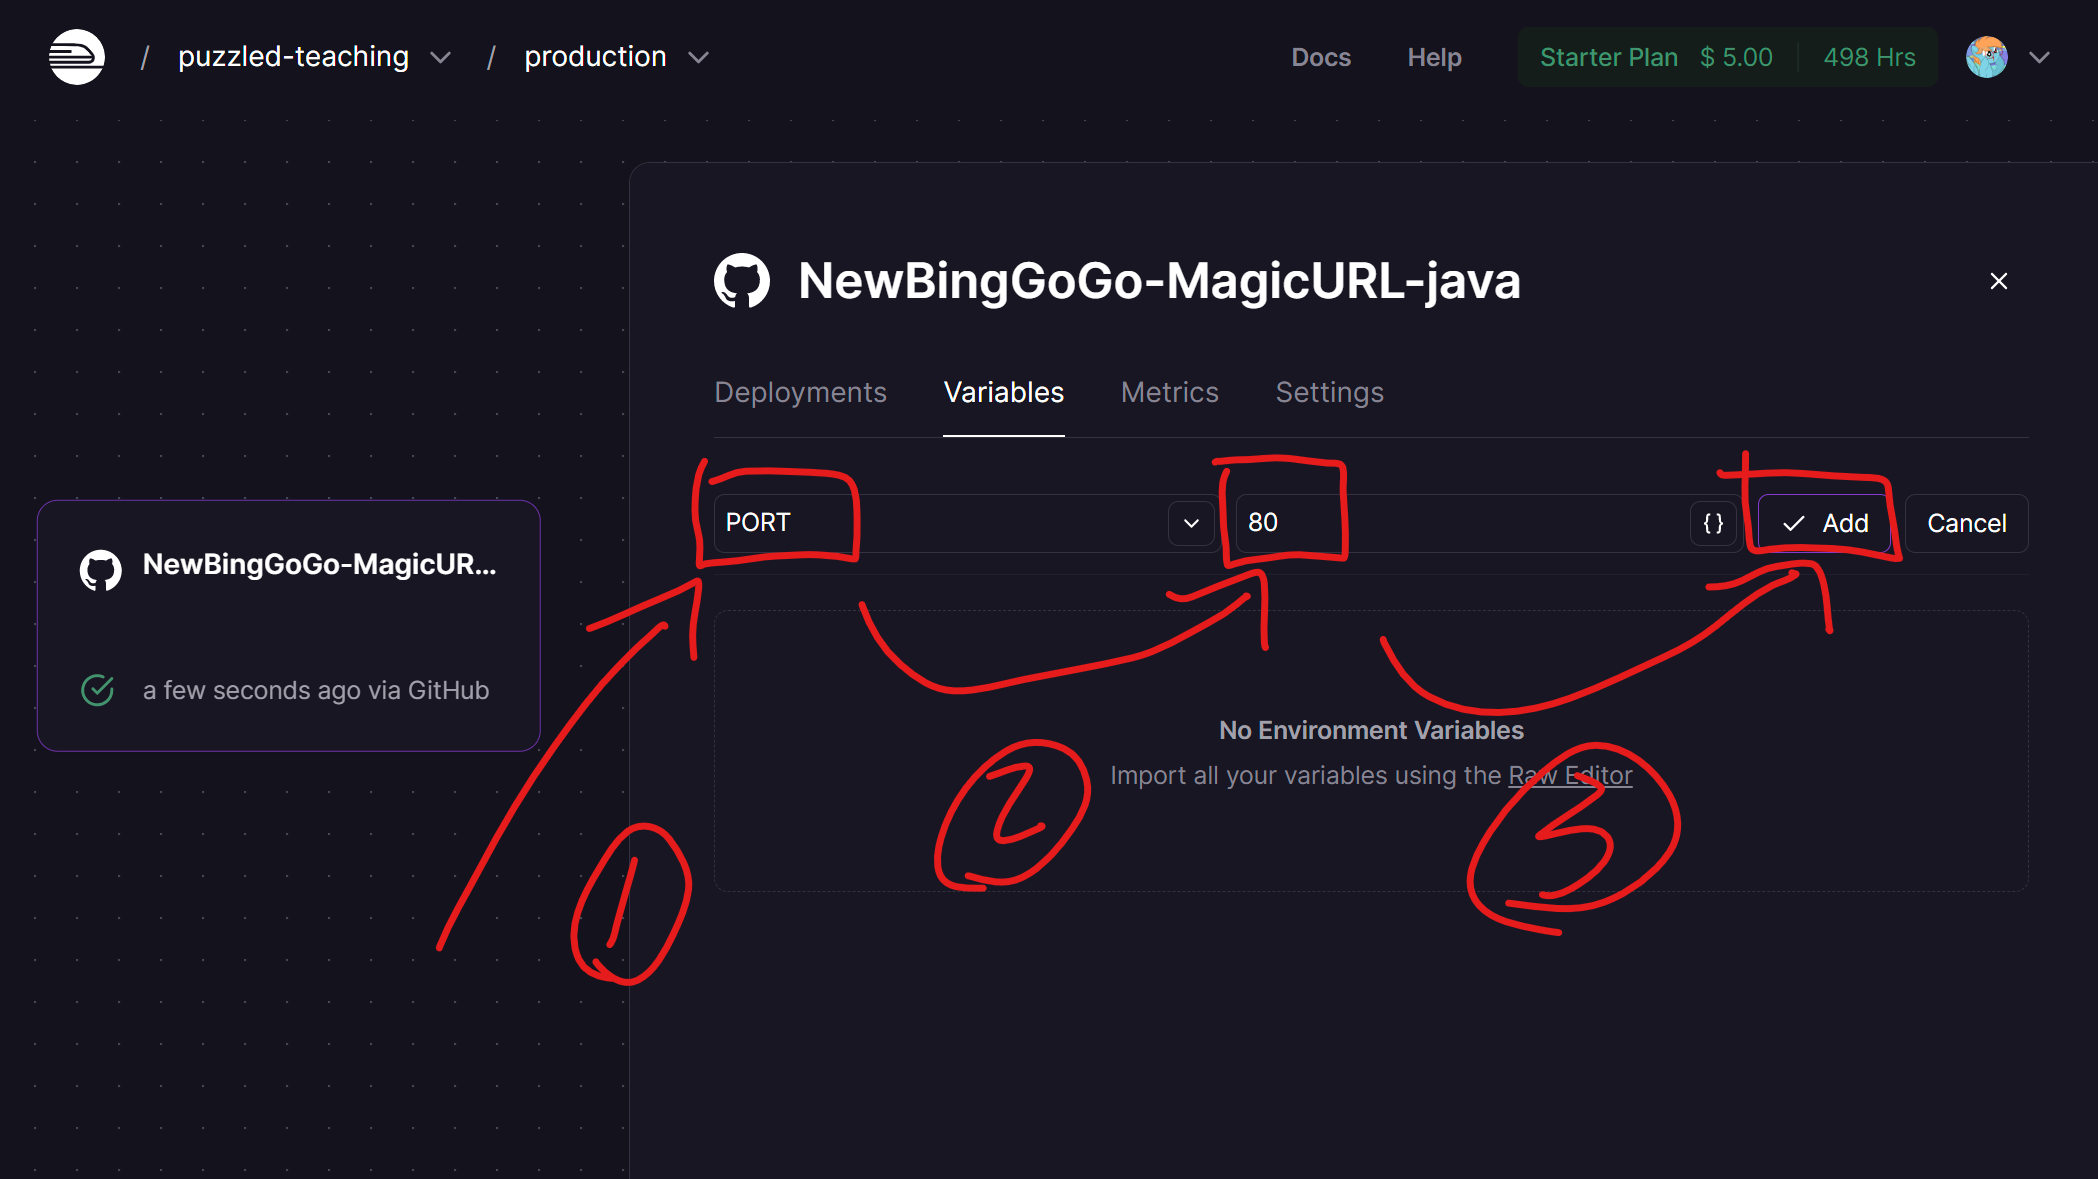 / puzzled-teaching / production Docs Help Starter Plan $ 5.00 498 Hrs
NewBingGoGo-MagicURL-java
Deployments Variables Metrics Settings
PORT 80 {} Add Cancel
NewBingGoGo-MagicUR...
a few seconds ago via GitHub
No Environment Variables
Import all your variables using the Raw Editor
1 2 3